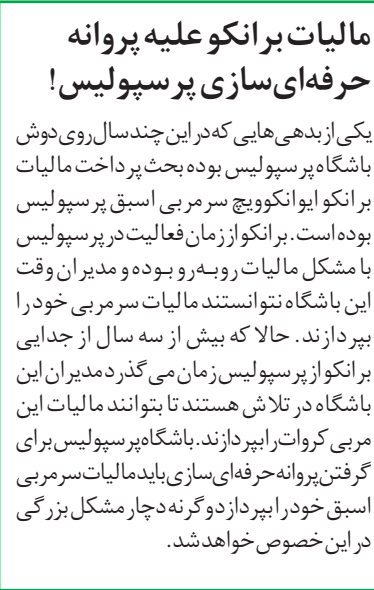 مالیات برانکو علیه پروانه
حرفه‌ای‌سازی پرسپولیس!
یکی از بدهی‌هایی که در این چند سال روی دوش
باشگاه پرسپولیس بوده بحث پرداخت مالیات
برانکو ایوانکوویچ سرمربی اسبق پرسپولیس
بوده است. برانکو از زمان فعالیت در پرسپولیس
با مشکل مالیات روبه‌رو بوده و مدیران وقت
این باشگاه نتوانستند مالیات سرمربی خود را
بپردازند. حالا که بیش از سه سال از جدایی
برانکو از پرسپولیس زمان می گذرد مدیران این
باشگاه در تلاش هستند تا بتوانند مالیات این
مربی کروات را بپردازند. باشگاه پرسپولیس برای
گرفتن پروانه حرفه‌ای‌سازی باید مالیات سرمربی
اسبق خود را بپردازد و گرنه دچار مشکل بزرگی
در این خصوص خواهد شد.